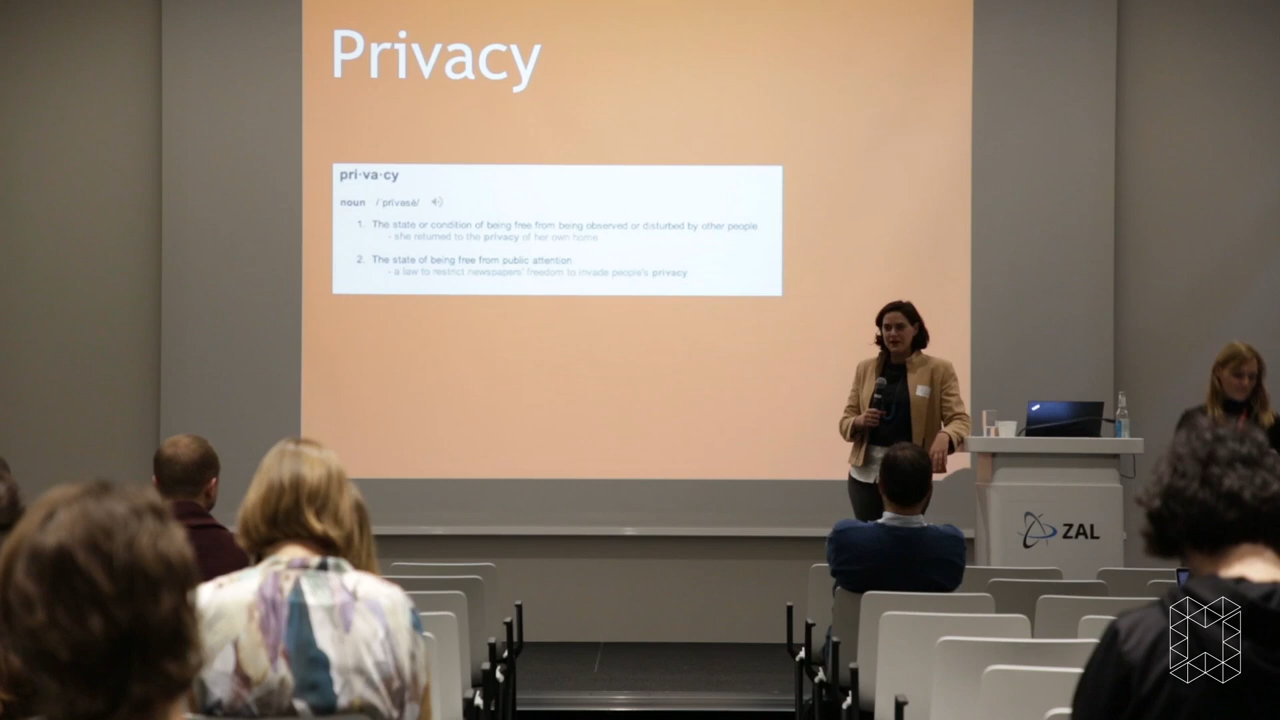 Privacy
pri·va·cy
noun /ˈprīvəsē/
1. The state or condition of being free from being observed or disturbed by other people
- she returned to the privacy of her own home
2. The state of being free from public attention
- a law to restrict newspapers' freedom to invade people's privacy
ZAL